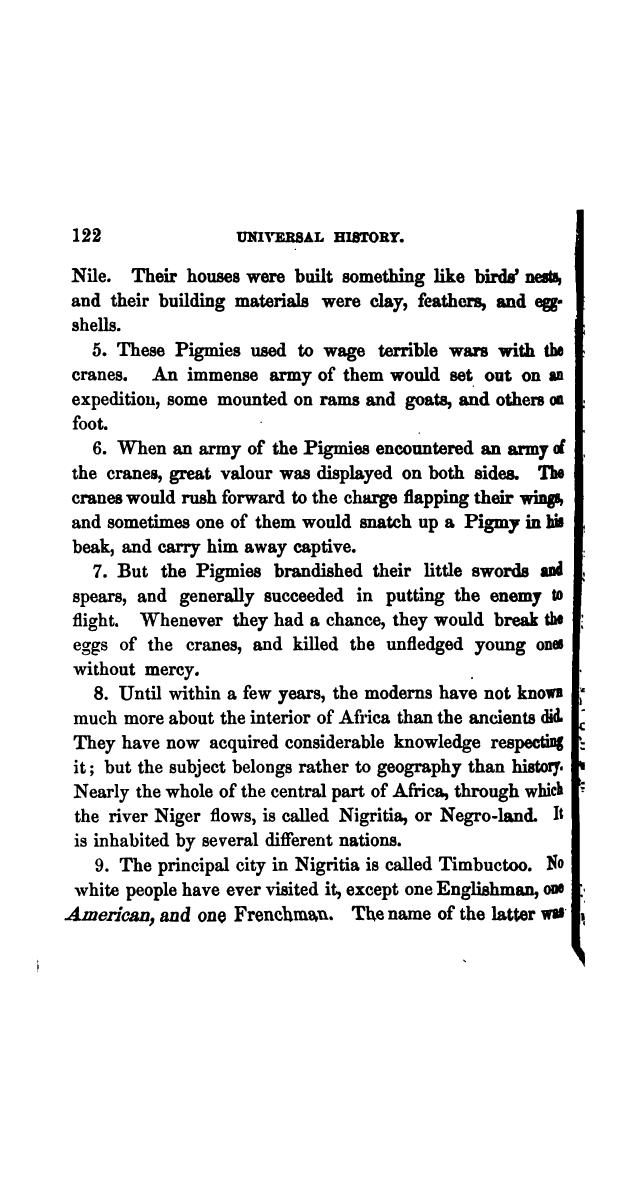 122 UNIVERSAL HISTORY.
Nile. Their houses were built something like birds' nests,
and their building materials were clay, feathers, and egg-
shells.
5. These Pigmies used to wage terrible wars with the
cranes. An immense army of them would set out on an
expedition, some mounted on rams and goats, and others on
foot.
6. When an army of the Pigmies encountered an army of
the cranes, great valour was displayed on both sides. The
cranes would rush forward to the charge flapping their wings,
and sometimes one of them would snatch up a Pigmy in his
beak, and carry him away captive.
7. But the Pigmies brandished their little swords and
spears, and generally succeeded in putting the enemy to
flight. Whenever they had a chance, they would break the
eggs of the cranes, and killed the unfledged young ones
without mercy.
8. Until within a few years, the moderns have not known
much more about the interior of Africa than the ancients did.
They have now acquired considerable knowledge respecting
it; but the subject belongs rather to geography than history.
Nearly the whole of the central part of Africa, through which
the river Niger flows, is called Nigritia, or Negro-land. It
is inhabited by several different nations.
9. The principal city in Nigritia is called Timbuctoo. No
white people have ever visited it, except one Englishman, one
American, and one Frenchman. The name of the latter was